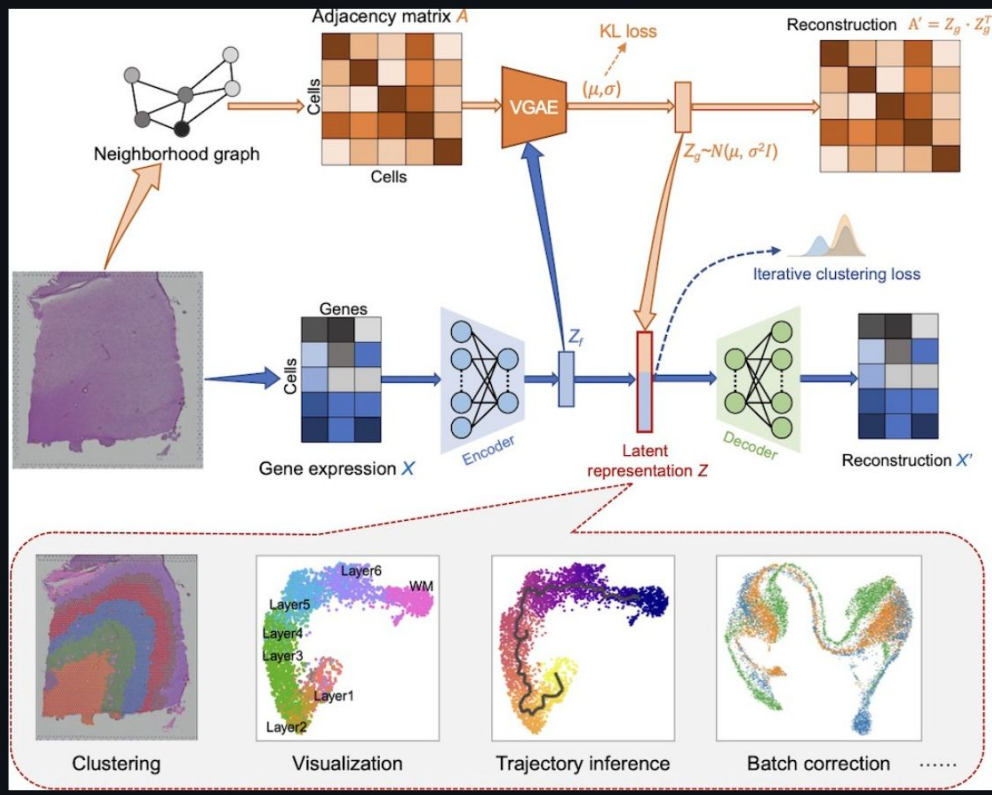 Adjacency matrix A
Cells
Cells
Neighborhood graph
VGAE
KL loss
(μ,σ)
Z_g~N(μ, σ²I)
Reconstruction A' = Z_g · Z_g^T
Iterative clustering loss
Genes
Cells
Gene expression X
Encoder
Z_f
Latent
representation Z
Decoder
Reconstruction X'
Clustering
Layer6
WM
Layer5
Layer4
Layer3
Layer1
Layer2
Visualization
Trajectory inference
Batch correction
......